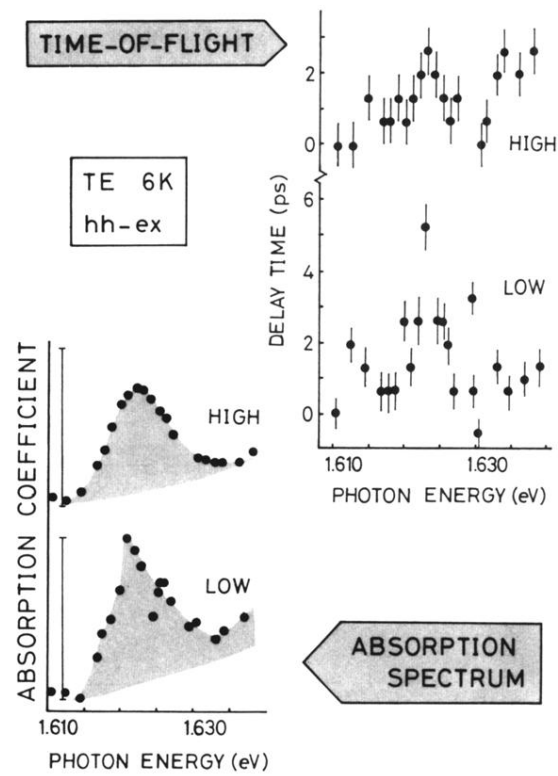 TIME-OF-FLIGHT
TE 6K
hh-ex
DELAY TIME (ps)
2
0
HIGH
6
4
2
0
LOW
1.610
1.630
PHOTON ENERGY (eV)
ABSORPTION COEFFICIENT
HIGH
LOW
1.610
1.630
PHOTON ENERGY (eV)
ABSORPTION
SPECTRUM